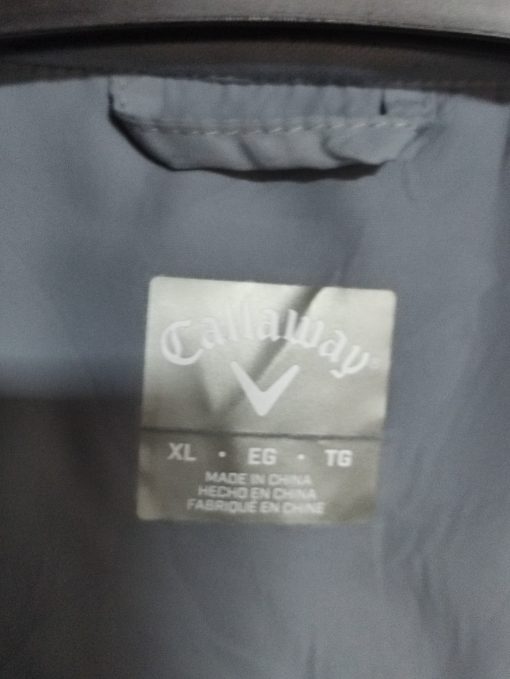 Callaway
XL • EG • TG
MADE IN CHINA
HECHO EN CHINA
FABRIQUÉ EN CHINE